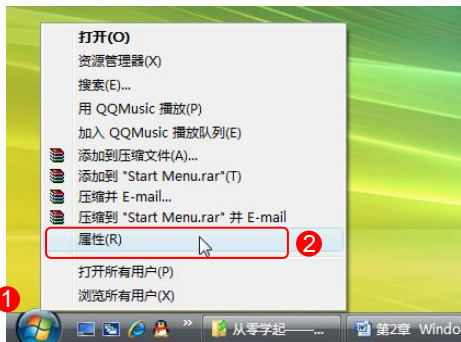 打开(O)
资源管理器(X)
搜索(E)...
用 QQMusic 播放(P)
加入 QQMusic 播放队列(E)
添加到压缩文件(A)...
添加到 "Start Menu.rar"(T)
压缩并 E-mail...
压缩到 "Start Menu.rar" 并 E-mail
属性(R)
2
打开所有用户(P)
浏览所有用户(X)
1
从零学起——...
第2章 Windo